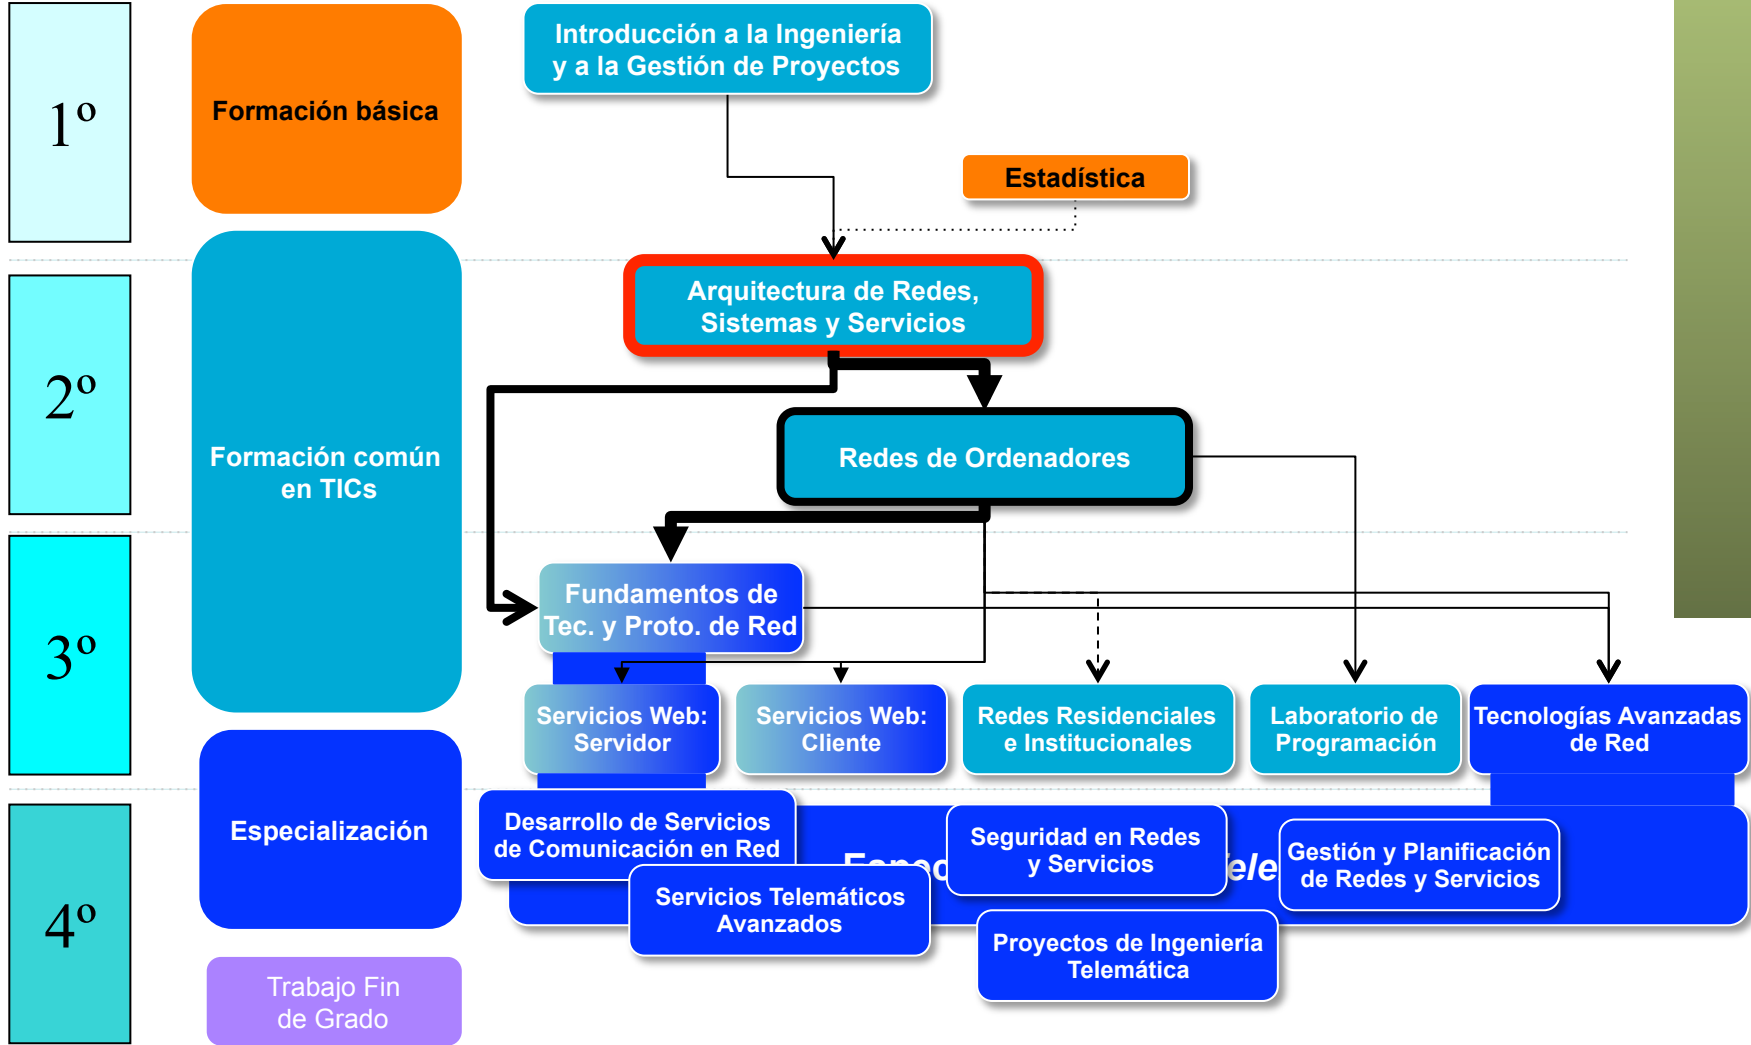 1º
Formación básica
Introducción a la Ingeniería
y a la Gestión de Proyectos
Estadística
2º
Formación común
en TICs
Arquitectura de Redes,
Sistemas y Servicios
Redes de Ordenadores
3º
Fundamentos de
Tec. y Proto. de Red
Servicios Web:
Servidor
Servicios Web:
Cliente
Redes Residenciales
e Institucionales
Laboratorio de
Programación
Tecnologías Avanzadas
de Red
4º
Especialización
Desarrollo de Servicios
de Comunicación en Red
Servicios Telemáticos
Avanzados
Seguridad en Redes
y Servicios
Gestión y Planificación
de Redes y Servicios
Proyectos de Ingeniería
Telemática
Trabajo Fin
de Grado